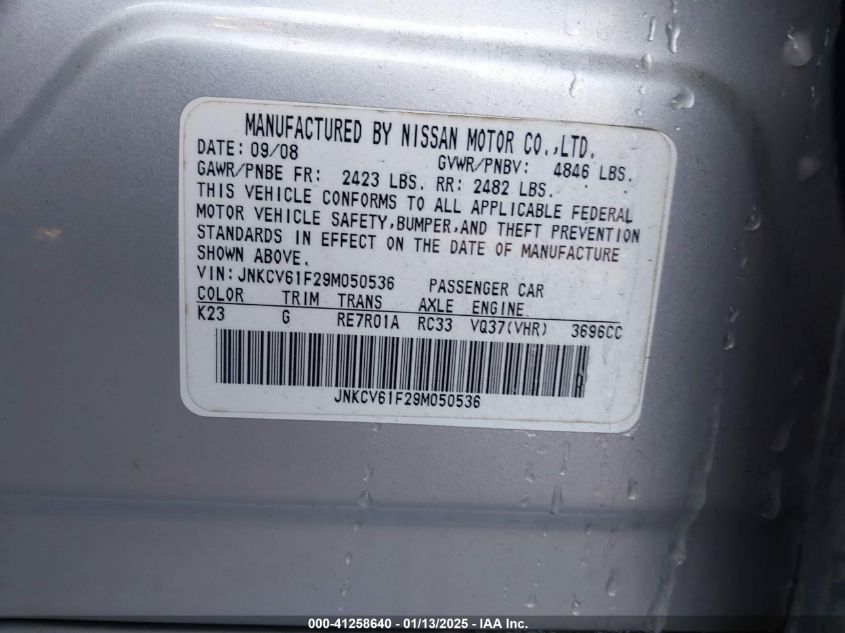 MANUFACTURED BY NISSAN MOTOR CO.,LTD.
DATE: 09/08 GVWR/PNBV: 4846 LBS.
GAWR/PNBE FR: 2423 LBS. RR: 2482 LBS.
THIS VEHICLE CONFORMS TO ALL APPLICABLE FEDERAL
MOTOR VEHICLE SAFETY,BUMPER,AND THEFT PREVENTION
STANDARDS IN EFFECT ON THE DATE OF MANUFACTURE
SHOWN ABOVE.
VIN:JNKCV61F29M050536 PASSENGER CAR
COLOR TRIM TRANS AXLE ENGINE
K23 G RE7R01A RC33 VQ37(VHR) 3696CC
JNKCV61F29M050536
000-41258640 - 01/13/2025 - IAA Inc.